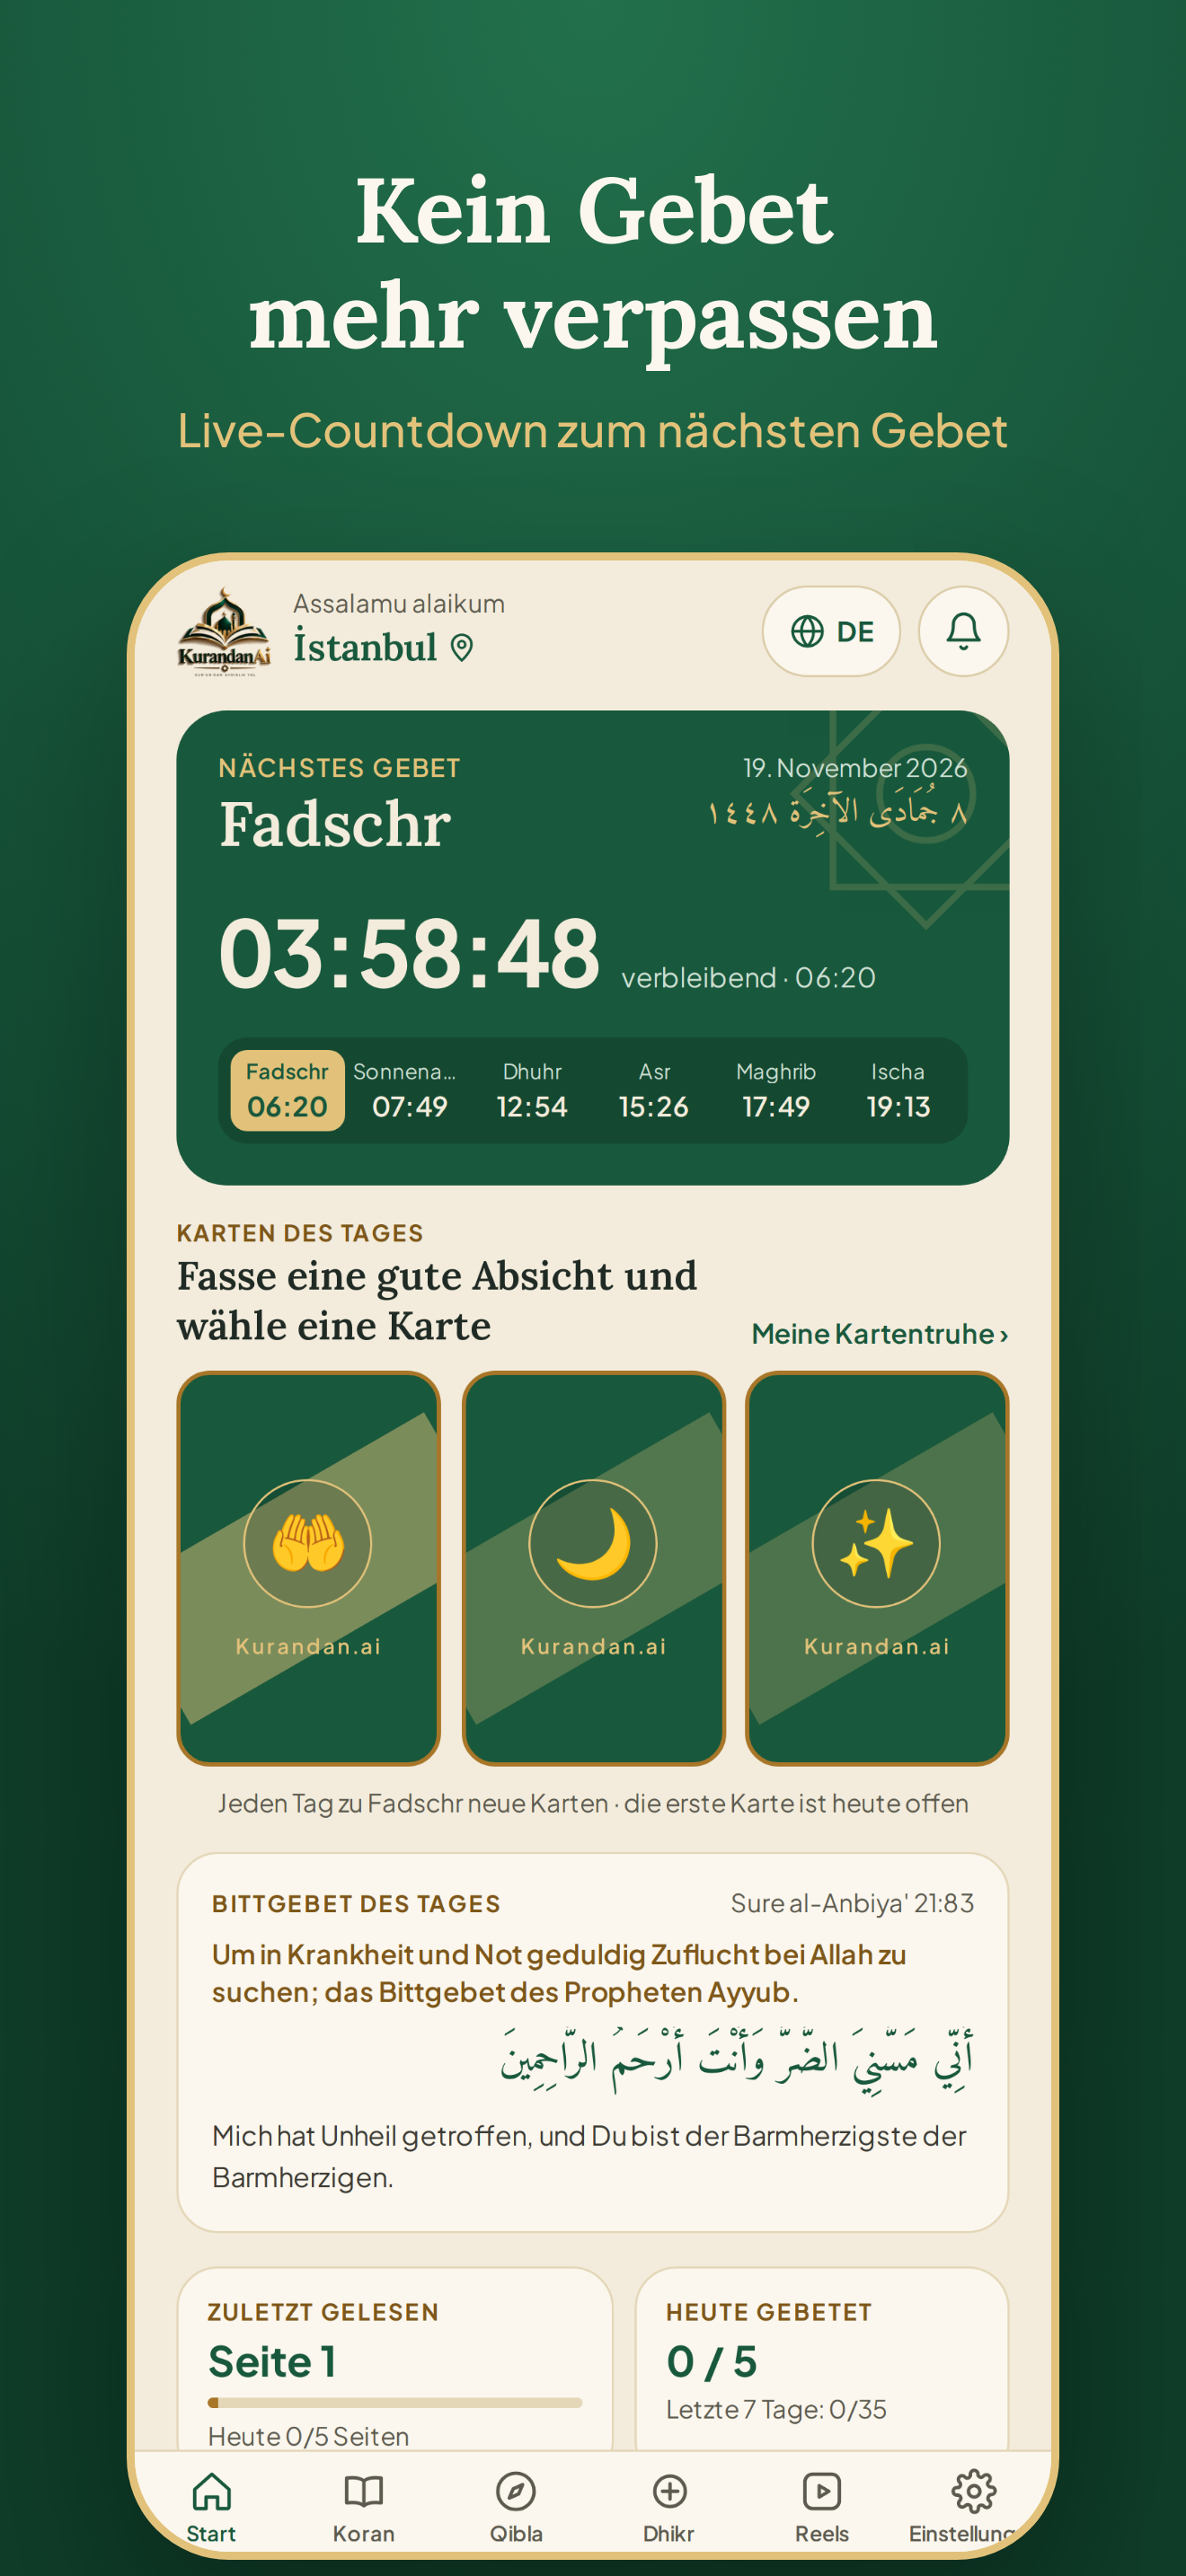 Kein Gebet
mehr verpassen
Live-Countdown zum nächsten Gebet
KurandanAi
Assalamu alaikum
İstanbul
DE
NÄCHSTES GEBET
19. November 2026
Fadschr
٨ جُمَادَى الآخِرَة ١٤٤٨
03:58:48 verbleibend · 06:20
Fadschr Sonnena... Dhuhr Asr Maghrib Ischa
06:20 07:49 12:54 15:26 17:49 19:13
KARTEN DES TAGES
Fasse eine gute Absicht und
wähle eine Karte
Meine Kartentruhe ›
Kurandan.ai Kurandan.ai Kurandan.ai
Jeden Tag zu Fadschr neue Karten · die erste Karte ist heute offen
BITTGEBET DES TAGES
Sure al-Anbiya' 21:83
Um in Krankheit und Not geduldig Zuflucht bei Allah zu
suchen; das Bittgebet des Propheten Ayyub.
أَنِّي مَسَّنِيَ الضُّرُّ وَأَنْتَ أَرْحَمُ الرَّاحِمِينَ
Mich hat Unheil getroffen, und Du bist der Barmherzigste der
Barmherzigen.
ZULETZT GELESEN
Seite 1
Heute 0/5 Seiten
HEUTE GEBETET
0 / 5
Letzte 7 Tage: 0/35
Start Koran Qibla Dhikr Reels Einstellung